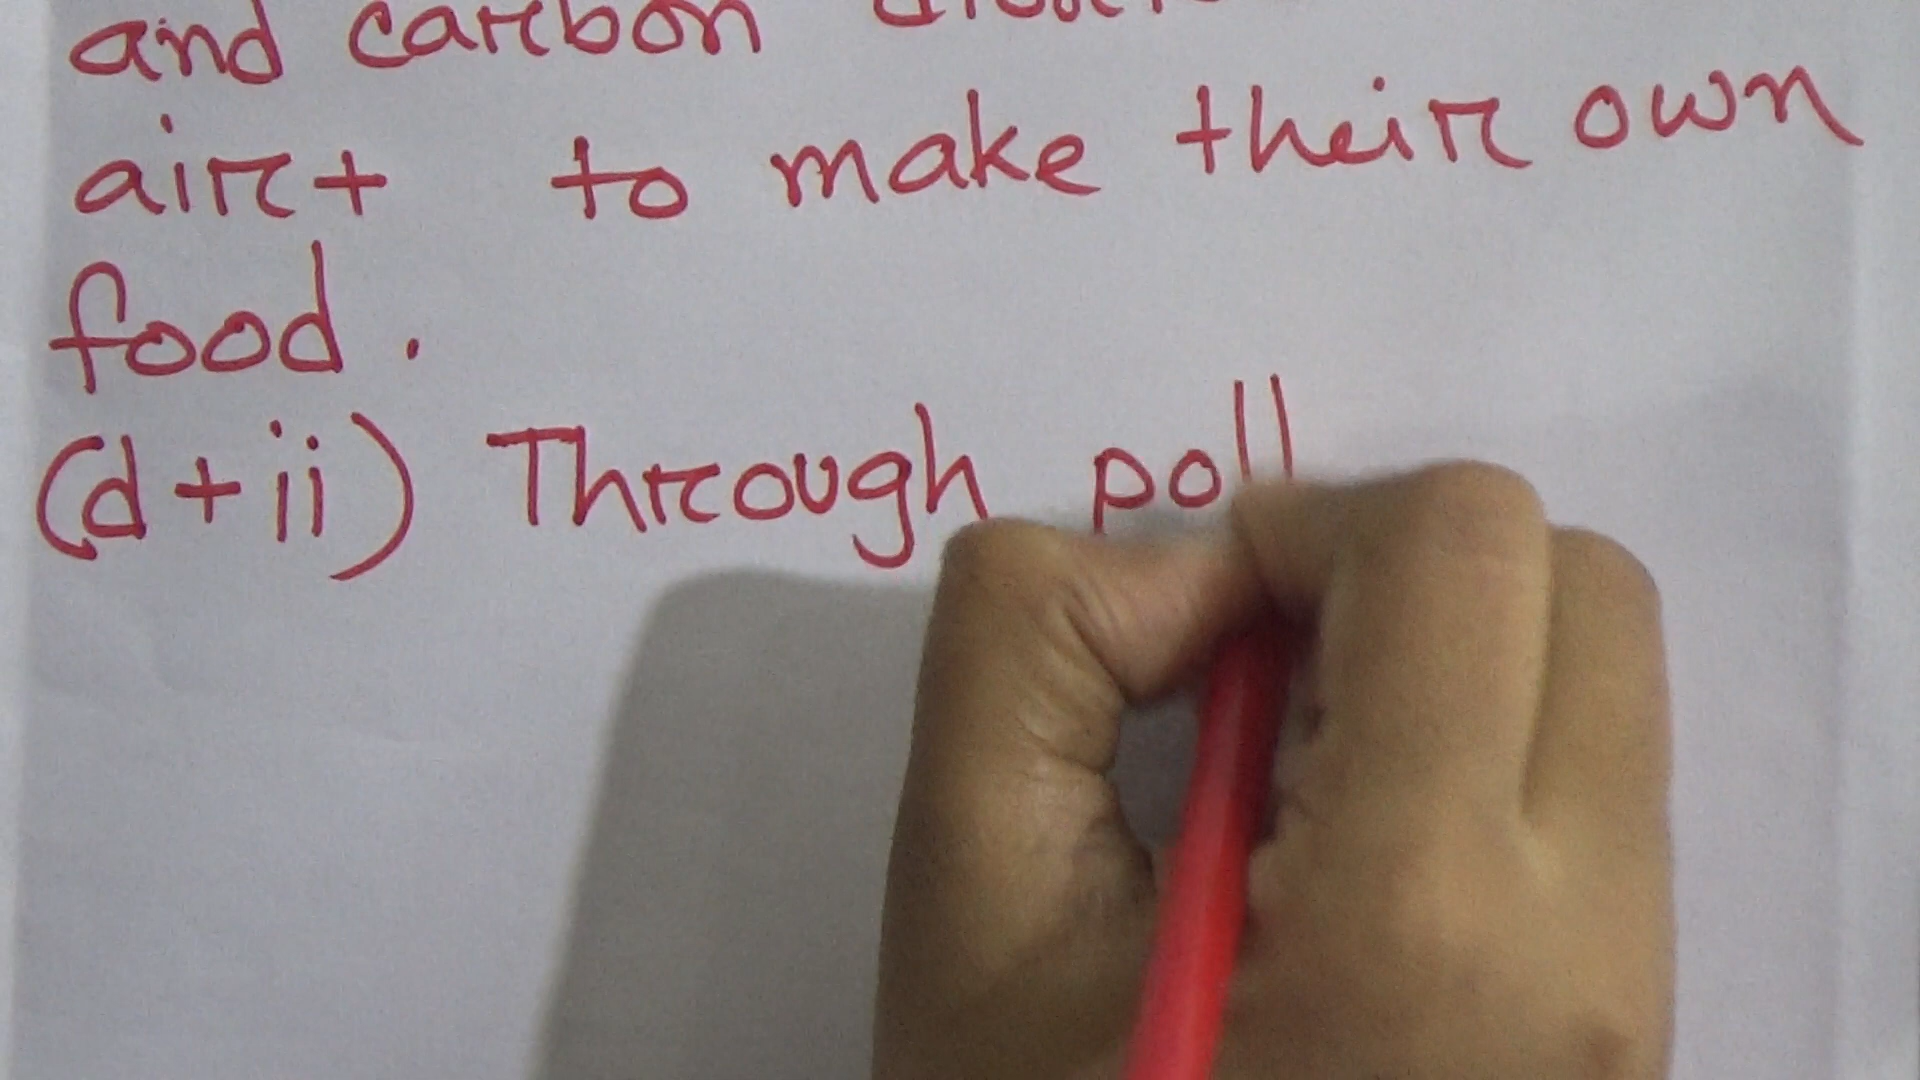 and carbon
air+ to make their own
food.
(d+ii) Through poll